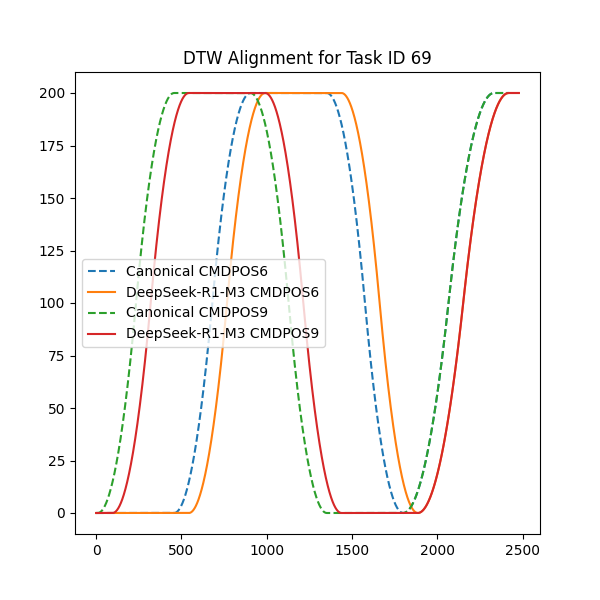 DTW Alignment for Task ID 69
200
175
150
125
100
75
50
25
0
Canonical CMDPOS6
DeepSeek-R1-M3 CMDPOS6
Canonical CMDPOS9
DeepSeek-R1-M3 CMDPOS9
0 500 1000 1500 2000 2500